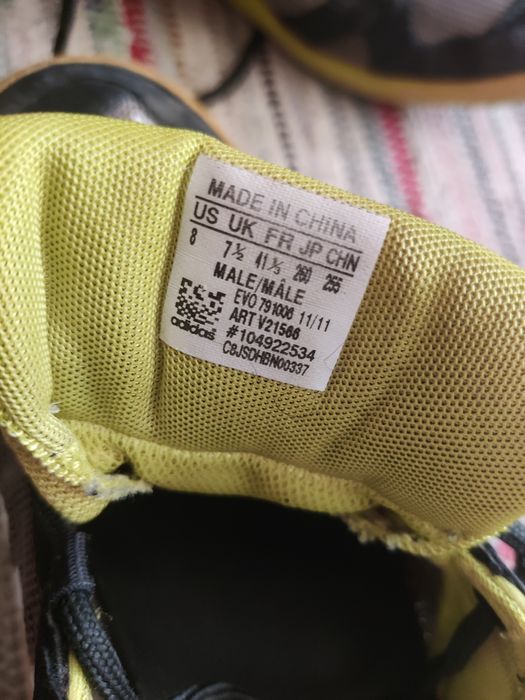 MADE IN CHINA
US UK FR JP CHN
8 7½ 41⅓ 260 255
MALE/MÂLE
EVO 791006 11/11
ART V21566
#104922534
C8JSDHBN00337
adidas